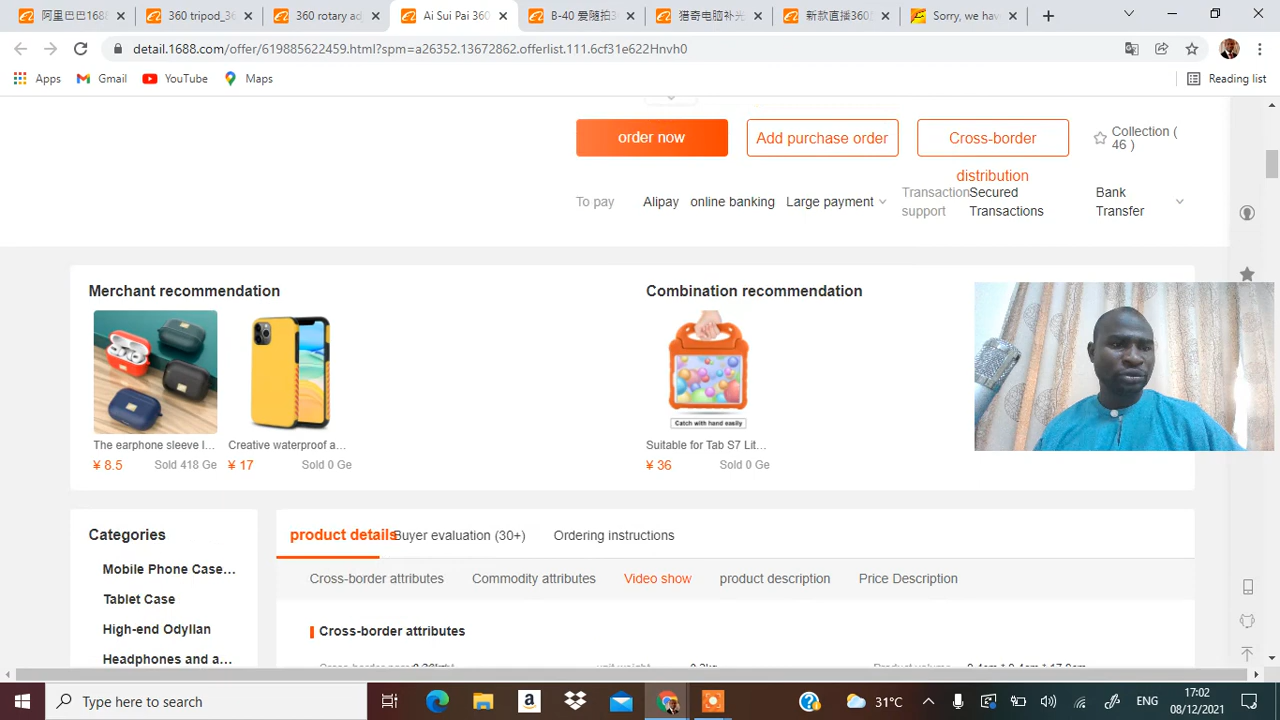 阿里巴巴1688
360 tripod_36
360 rotary adj
Ai Sui Pai 360
B-40 爱随拍36
猎奇电脑补光
新款直播360
Sorry, we hav
detail.1688.com/offer/619885622459.html?spm=a26352.13672862.offerlist.111.6cf31e622Hnvh0
Apps
Gmail
YouTube
Maps
Reading list
order now
Add purchase order
Cross-border distribution
Collection ( 46 )
To pay
Alipay
online banking
Large payment
Transaction support
Secured Transactions
Bank Transfer
Merchant recommendation
Combination recommendation
Catch with hand easily
The earphone sleeve l...
Creative waterproof a...
Suitable for Tab S7 Lit...
¥ 8.5
Sold 418 Ge
¥ 17
Sold 0 Ge
¥ 36
Sold 0 Ge
Categories
product details
Buyer evaluation (30+)
Ordering instructions
Mobile Phone Case...
Cross-border attributes
Commodity attributes
Video show
product description
Price Description
Tablet Case
High-end Odyllan
Cross-border attributes
Headphones and a...
unit weight
Product volume
Type here to search
31°C
ENG
17:02
08/12/2021